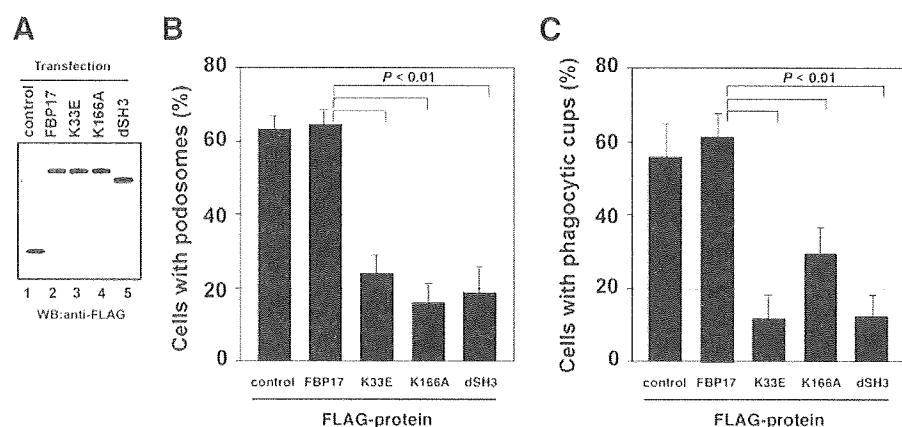 A
Transfection
control
FBP17
K33E
K166A
dSH3
1 2 3 4 5
WB:anti-FLAG
B
Cells with podosomes (%)
80
60
40
20
0
P < 0.01
control FBP17 K33E K166A dSH3
FLAG-protein
C
Cells with phagocytic cups (%)
80
60
40
20
0
P < 0.01
control FBP17 K33E K166A dSH3
FLAG-protein